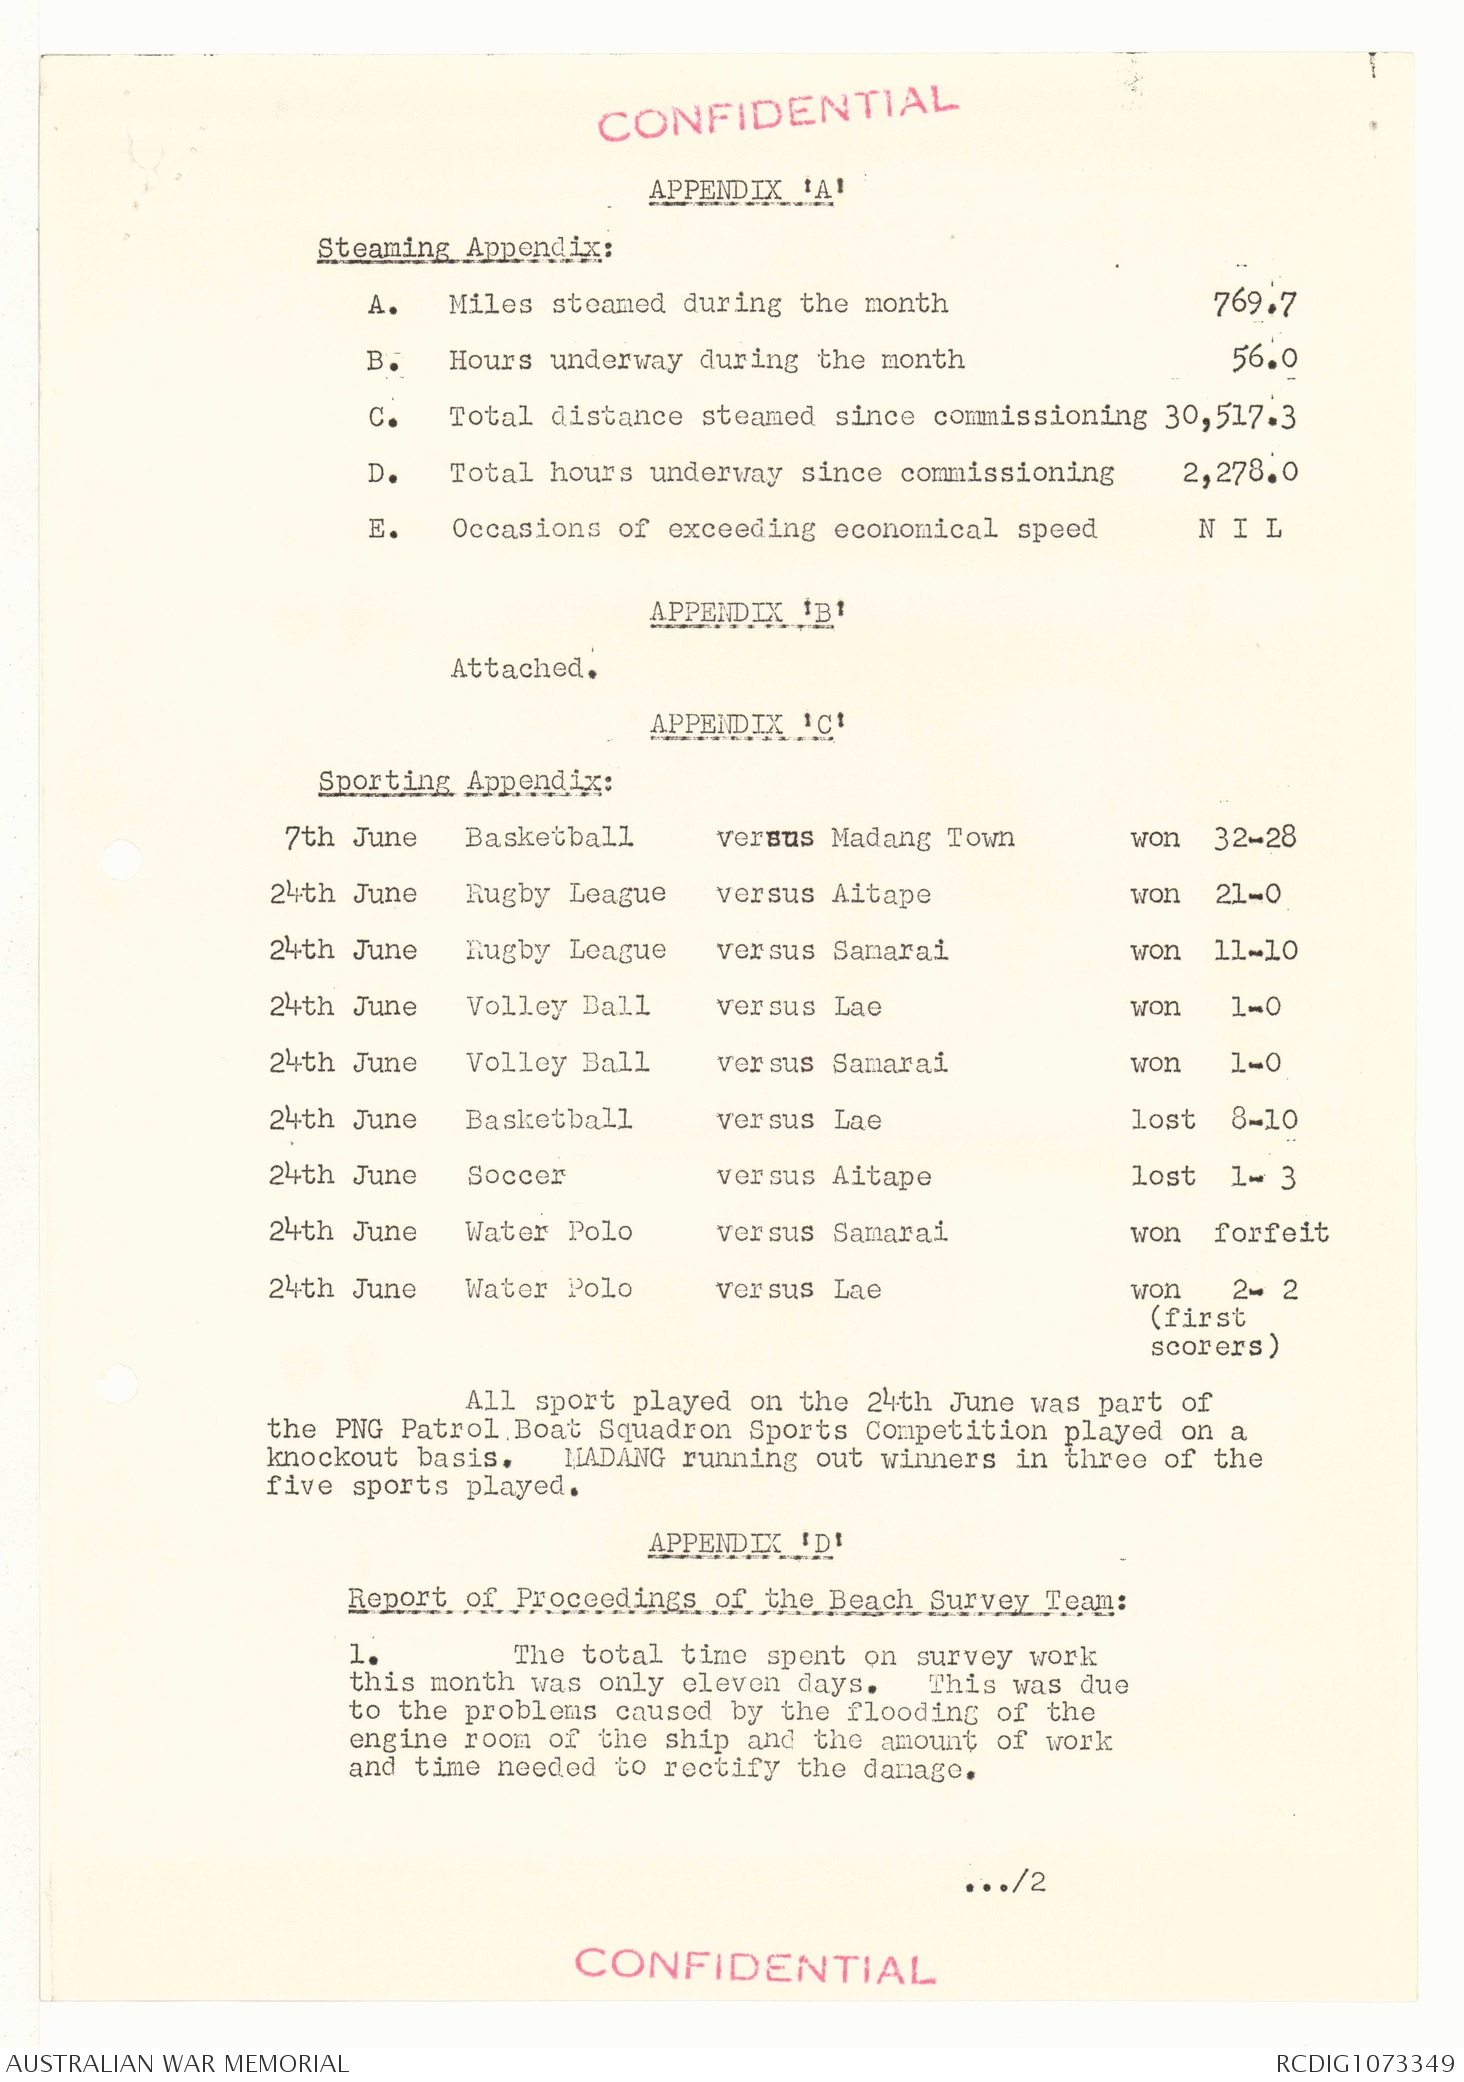 CONFIDENTIAL
APPENDIX 'A'
Steaming Appendix:
A. Miles steamed during the month 769.7
B. Hours underway during the month 56.0
C. Total distance steamed since commissioning 30,517.3
D. Total hours underway since commissioning 2,278.0
E. Occasions of exceeding economical speed N I L
APPENDIX 'B'
Attached.
APPENDIX 'C'
Sporting Appendix:
7th June Basketball versus Madang Town won 32-28
24th June Rugby League versus Aitape won 21-0
24th June Rugby League versus Samarai won 11-10
24th June Volley Ball versus Lae won 1-0
24th June Volley Ball versus Samarai won 1-0
24th June Basketball versus Lae lost 8-10
24th June Soccer versus Aitape lost 1- 3
24th June Water Polo versus Samarai won forfeit
24th June Water Polo versus Lae won 2- 2
(first
scorers)
All sport played on the 24th June was part of
the PNG Patrol Boat Squadron Sports Competition played on a
knockout basis. MADANG running out winners in three of the
five sports played.
APPENDIX 'D'
Report of Proceedings of the Beach Survey Team:
1. The total time spent on survey work
this month was only eleven days. This was due
to the problems caused by the flooding of the
engine room of the ship and the amount of work
and time needed to rectify the damage.
.../2
CONFIDENTIAL
AUSTRALIAN WAR MEMORIAL RCDIG1073349